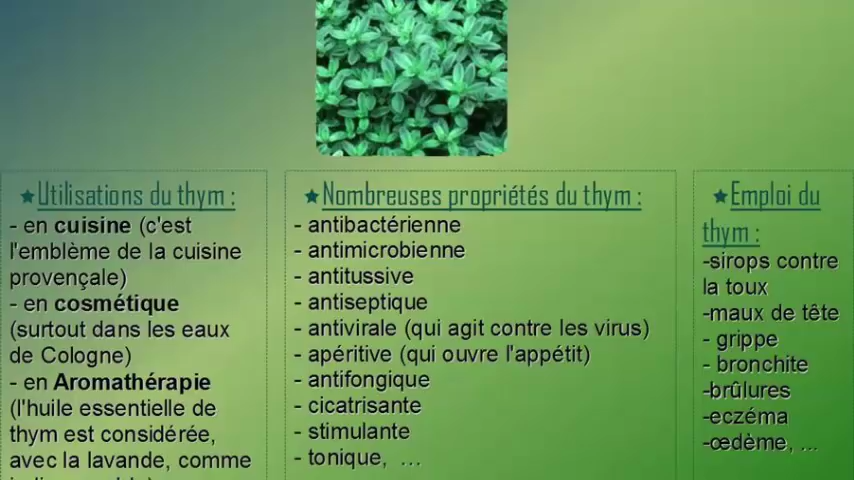 ★Utilisations du thym :
- en cuisine (c'est
l'emblème de la cuisine
provençale)
- en cosmétique
(surtout dans les eaux
de Cologne)
- en Aromathérapie
(l'huile essentielle de
thym est considérée,
avec la lavande, comme
★Nombreuses propriétés du thym :
- antibactérienne
- antimicrobienne
- antitussive
- antiseptique
- antivirale (qui agit contre les virus)
- apéritive (qui ouvre l'appétit)
- antifongique
- cicatrisante
- stimulante
- tonique, ...
★Emploi du
thym :
-sirops contre
la toux
-maux de tête
- grippe
- bronchite
-brûlures
-eczéma
-œdème, ...